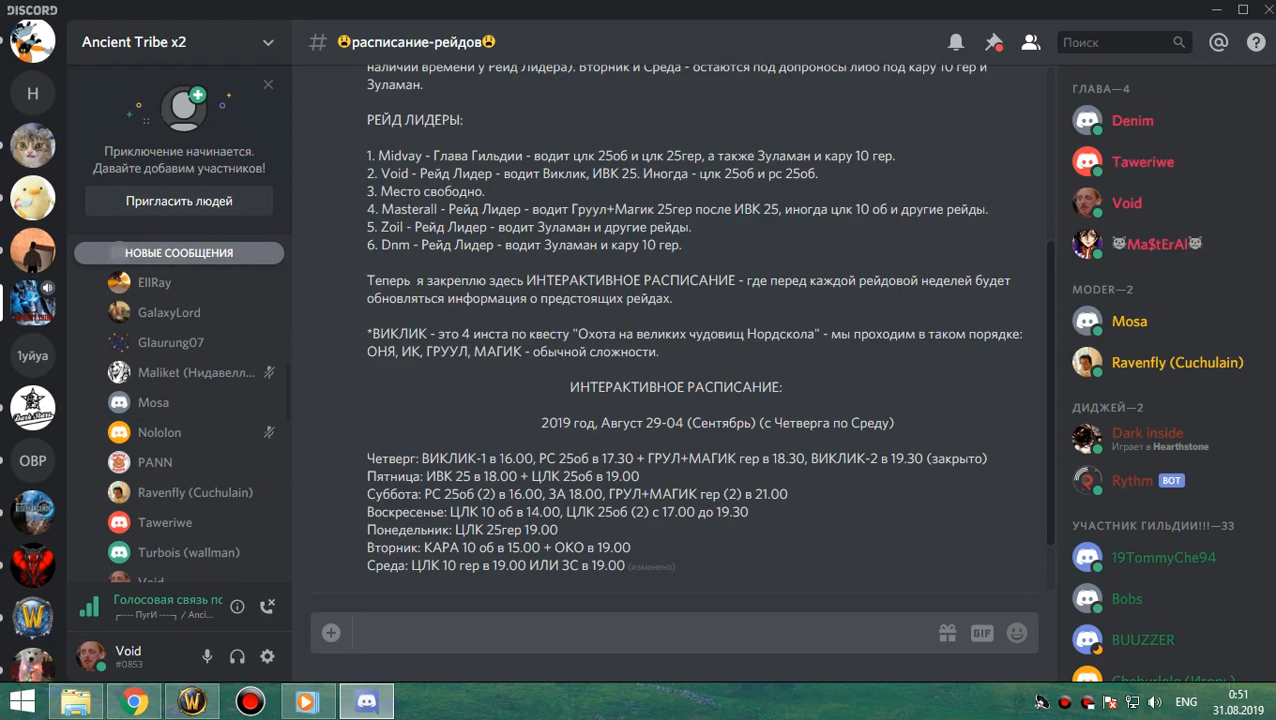 DISCORD
Ancient Tribe x2
Приключение начинается.
Давайте добавим участников!
Пригласить людей
НОВЫЕ СООБЩЕНИЯ
EllRay
GalaxyLord
Glaurung07
Maliket (Нидавелл...
Mosa
Nololon
PANN
Ravenfly (Cuchulain)
Taweriwe
Turbois (wallman)
Void
Голосовая связь по
┌---- ПугИ ----┐ / Anci...
Void
#0853
H
1уйуа
ОВР
# расписание-рейдов
Поиск
наличии времени у Рейд Лидера). Вторник и Среда - остаются под допроносы либо под кару 10 гер и
Зуламан.
РЕЙД ЛИДЕРЫ:
1. Midvay - Глава Гильдии - водит цлк 25об и цлк 25гер, а также Зуламан и кару 10 гер.
2. Void - Рейд Лидер - водит Виклик, ИВК 25. Иногда - цлк 25об и рс 25об.
3. Место свободно.
4. Masterall - Рейд Лидер - водит Груул+Магик 25гер после ИВК 25, иногда цлк 10 об и другие рейды.
5. Zoil - Рейд Лидер - водит Зуламан и другие рейды.
6. Dnm - Рейд Лидер - водит Зуламан и кару 10 гер.
Теперь я закреплю здесь ИНТЕРАКТИВНОЕ РАСПИСАНИЕ - где перед каждой рейдовой неделей будет
обновляться информация о предстоящих рейдах.
*ВИКЛИК - это 4 инста по квесту "Охота на великих чудовищ Нордскола" - мы проходим в таком порядке:
ОНЯ, ИК, ГРУУЛ, МАГИК - обычной сложности.
ИНТЕРАКТИВНОЕ РАСПИСАНИЕ:
2019 год, Август 29-04 (Сентябрь) (с Четверга по Среду)
Четверг: ВИКЛИК-1 в 16.00, РС 25об в 17.30 + ГРУЛ+МАГИК гер в 18.30, ВИКЛИК-2 в 19.30 (закрыто)
Пятница: ИВК 25 в 18.00 + ЦЛК 25об в 19.00
Суббота: РС 25об (2) в 16.00, ЗА 18.00, ГРУЛ+МАГИК гер (2) в 21.00
Воскресенье: ЦЛК 10 об в 14.00, ЦЛК 25об (2) с 17.00 до 19.30
Понедельник: ЦЛК 25гер 19.00
Вторник: КАРА 10 об в 15.00 + ОКО в 19.00
Среда: ЦЛК 10 гер в 19.00 ИЛИ ЗС в 19.00 (изменено)
GIF
ГЛАВА—4
Denim
Taweriwe
Void
Ma$tErAl
MODER—2
Mosa
Ravenfly (Cuchulain)
ДИДЖЕЙ—2
Dark inside
Играет в Hearthstone
Rythm BOT
УЧАСТНИК ГИЛЬДИИ!!!—33
19TommyChe94
Bobs
BUUZZER
ENG
0:51
31.08.2019